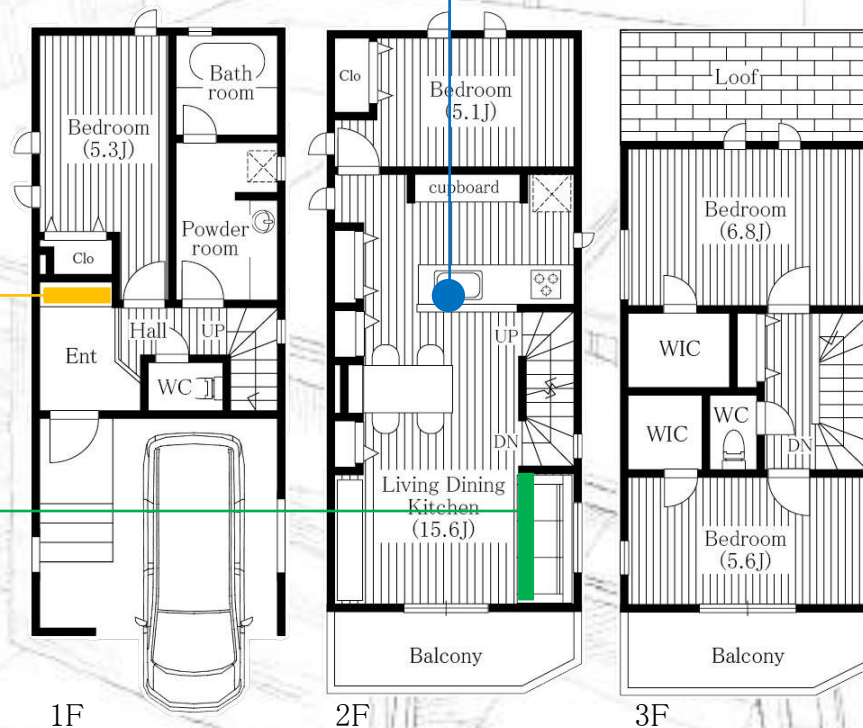 Bath
room
Bedroom
(5.3J)
Powder
room
Clo
Hall
UP
Ent
WC
1F
Clo
Bedroom
(5.1J)
cupboard
UP
DN
Living Dining
Kitchen
(15.6J)
Balcony
2F
Loof
Bedroom
(6.8J)
WIC
WIC
WC
DN
Bedroom
(5.6J)
Balcony
3F